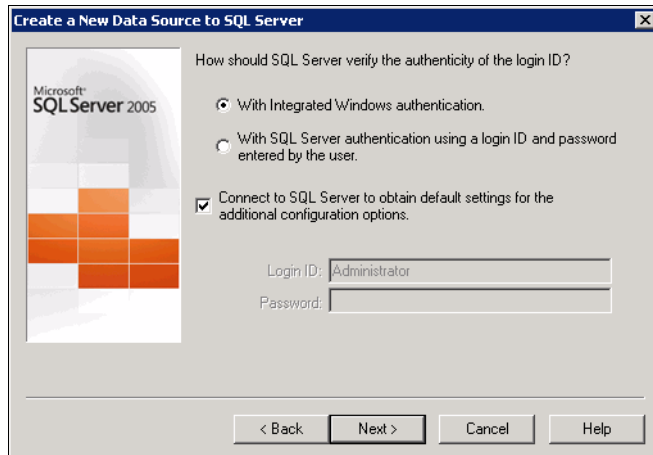 Create a New Data Source to SQL Server
Microsoft
SQL Server 2005
How should SQL Server verify the authenticity of the login ID?
With Integrated Windows authentication.
With SQL Server authentication using a login ID and password
entered by the user.
Connect to SQL Server to obtain default settings for the
additional configuration options.
Login ID: Administrator
Password:
< Back Next > Cancel Help